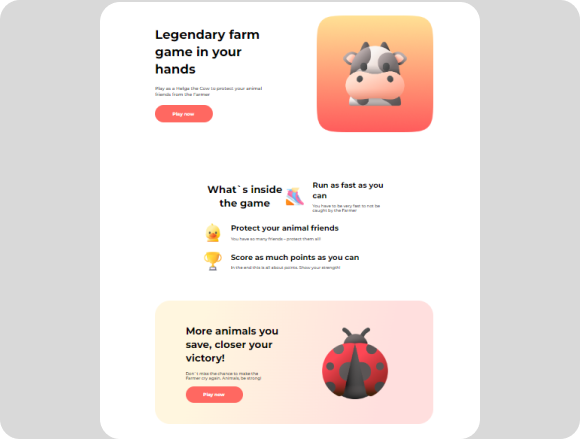 Legendary farm
game in your
hands
Play as a Helga the Cow to protect your animal
friends from the Farmer
Play now
What`s inside
the game
Run as fast as you
can
You have to be very fast to not be
caught by the Farmer
Protect your animal friends
You have so many friends - protect them all!
Score as much points as you can
In the end this is all about points. Show your strength!
More animals you
save, closer your
victory!
Don`t miss the chance to make the
Farmer cry again. Animals, be strong!
Play now